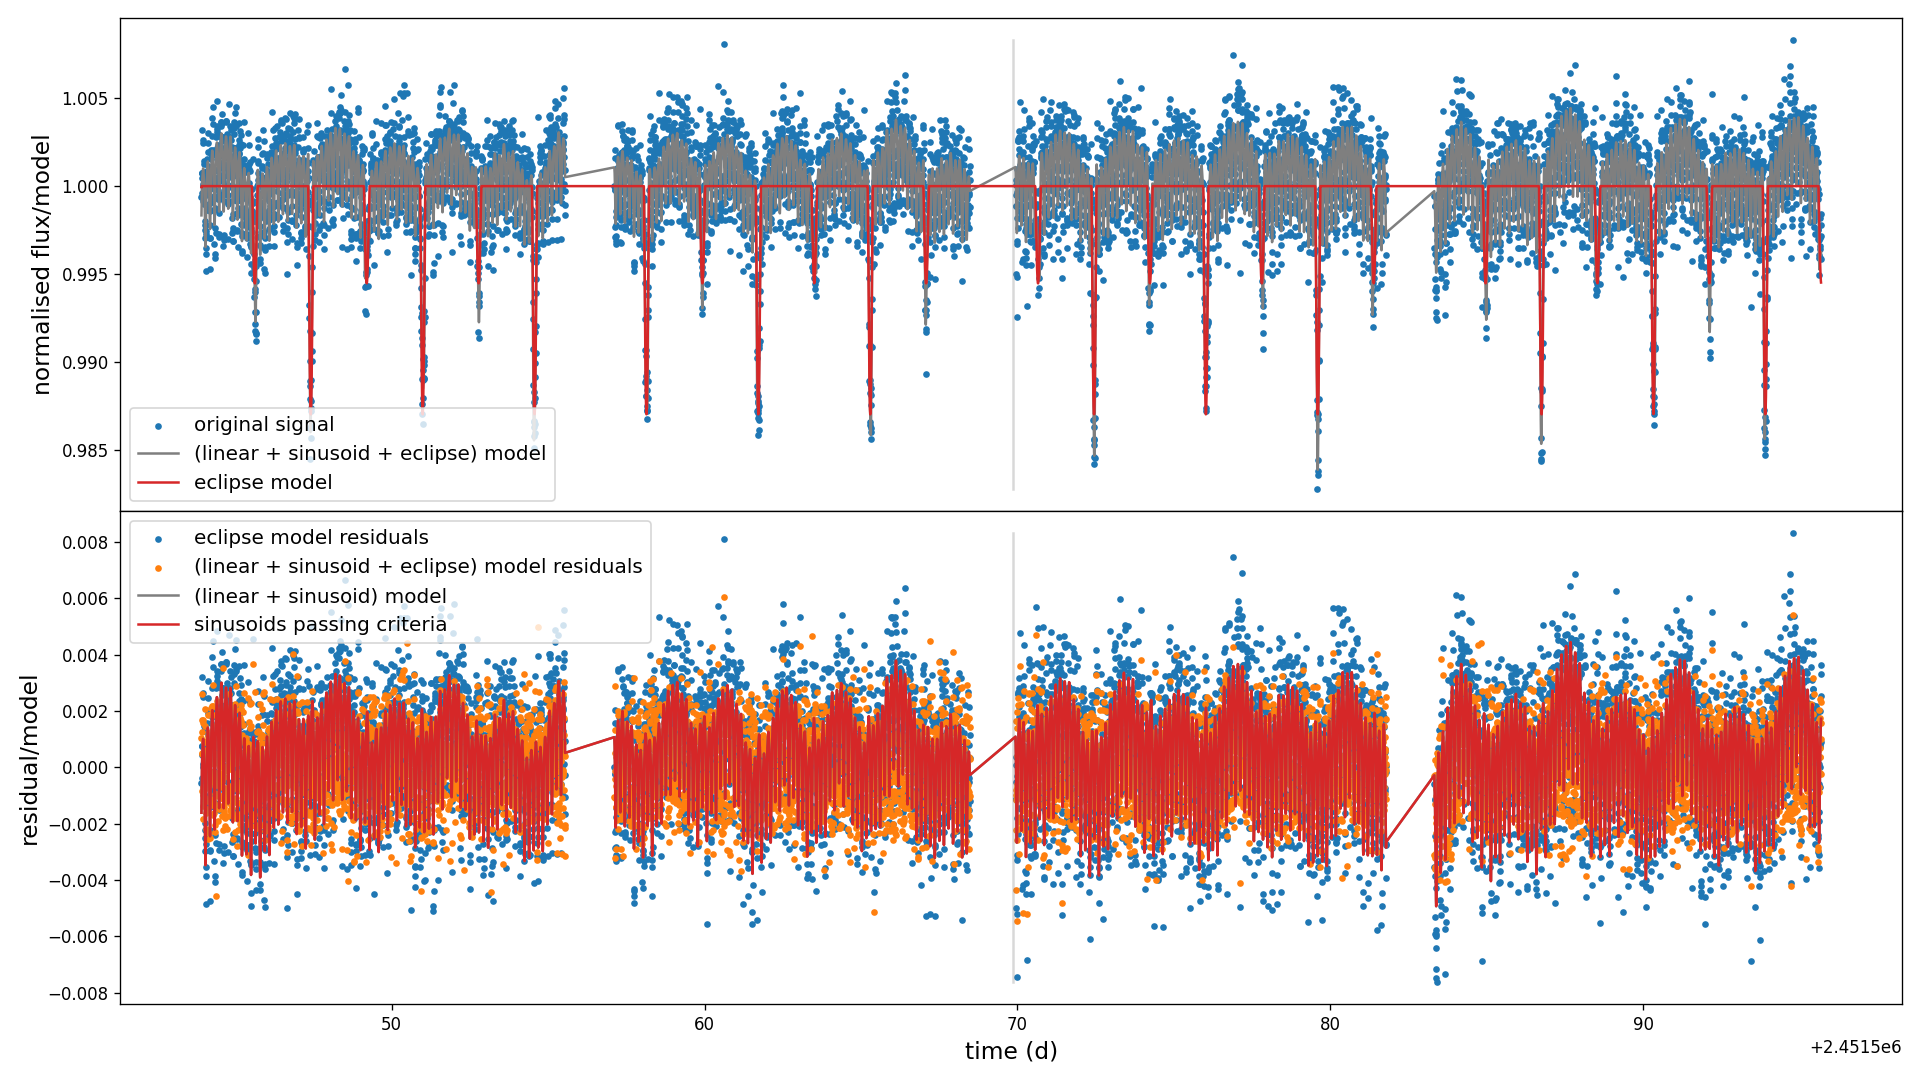 normalised flux/model
1.005
1.000
0.995
0.990
0.985
original signal
(linear + sinusoid + eclipse) model
eclipse model
residual/model
0.008
0.006
0.004
0.002
0.000
−0.002
−0.004
−0.006
−0.008
eclipse model residuals
(linear + sinusoid + eclipse) model residuals
(linear + sinusoid) model
sinusoids passing criteria
50 60 70 80 90
time (d)
+2.4515e6